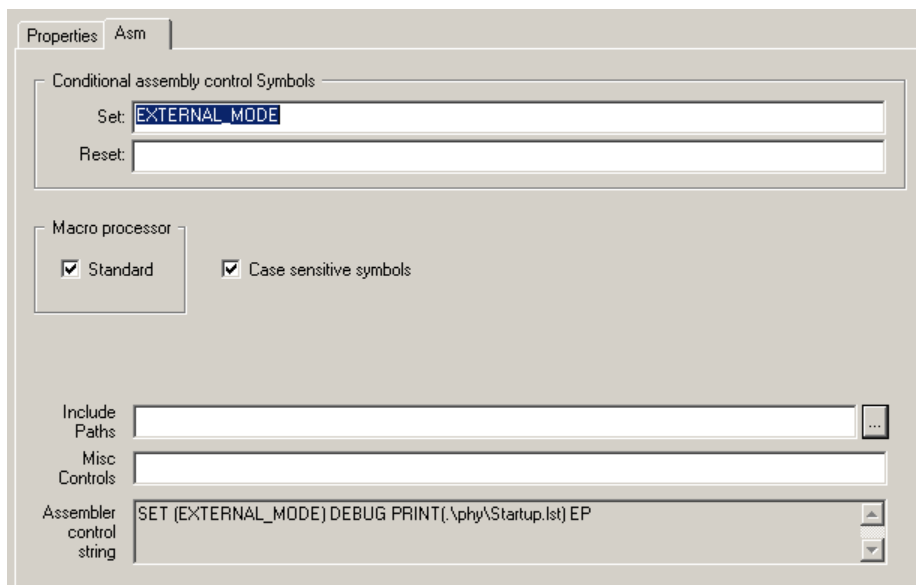 Properties Asm
Conditional assembly control Symbols
Set: EXTERNAL_MODE
Reset:
Macro processor
Standard Case sensitive symbols
Include
Paths
...
Misc
Controls
Assembler
control
string
SET (EXTERNAL_MODE) DEBUG PRINT(.\phy\Startup.lst) EP